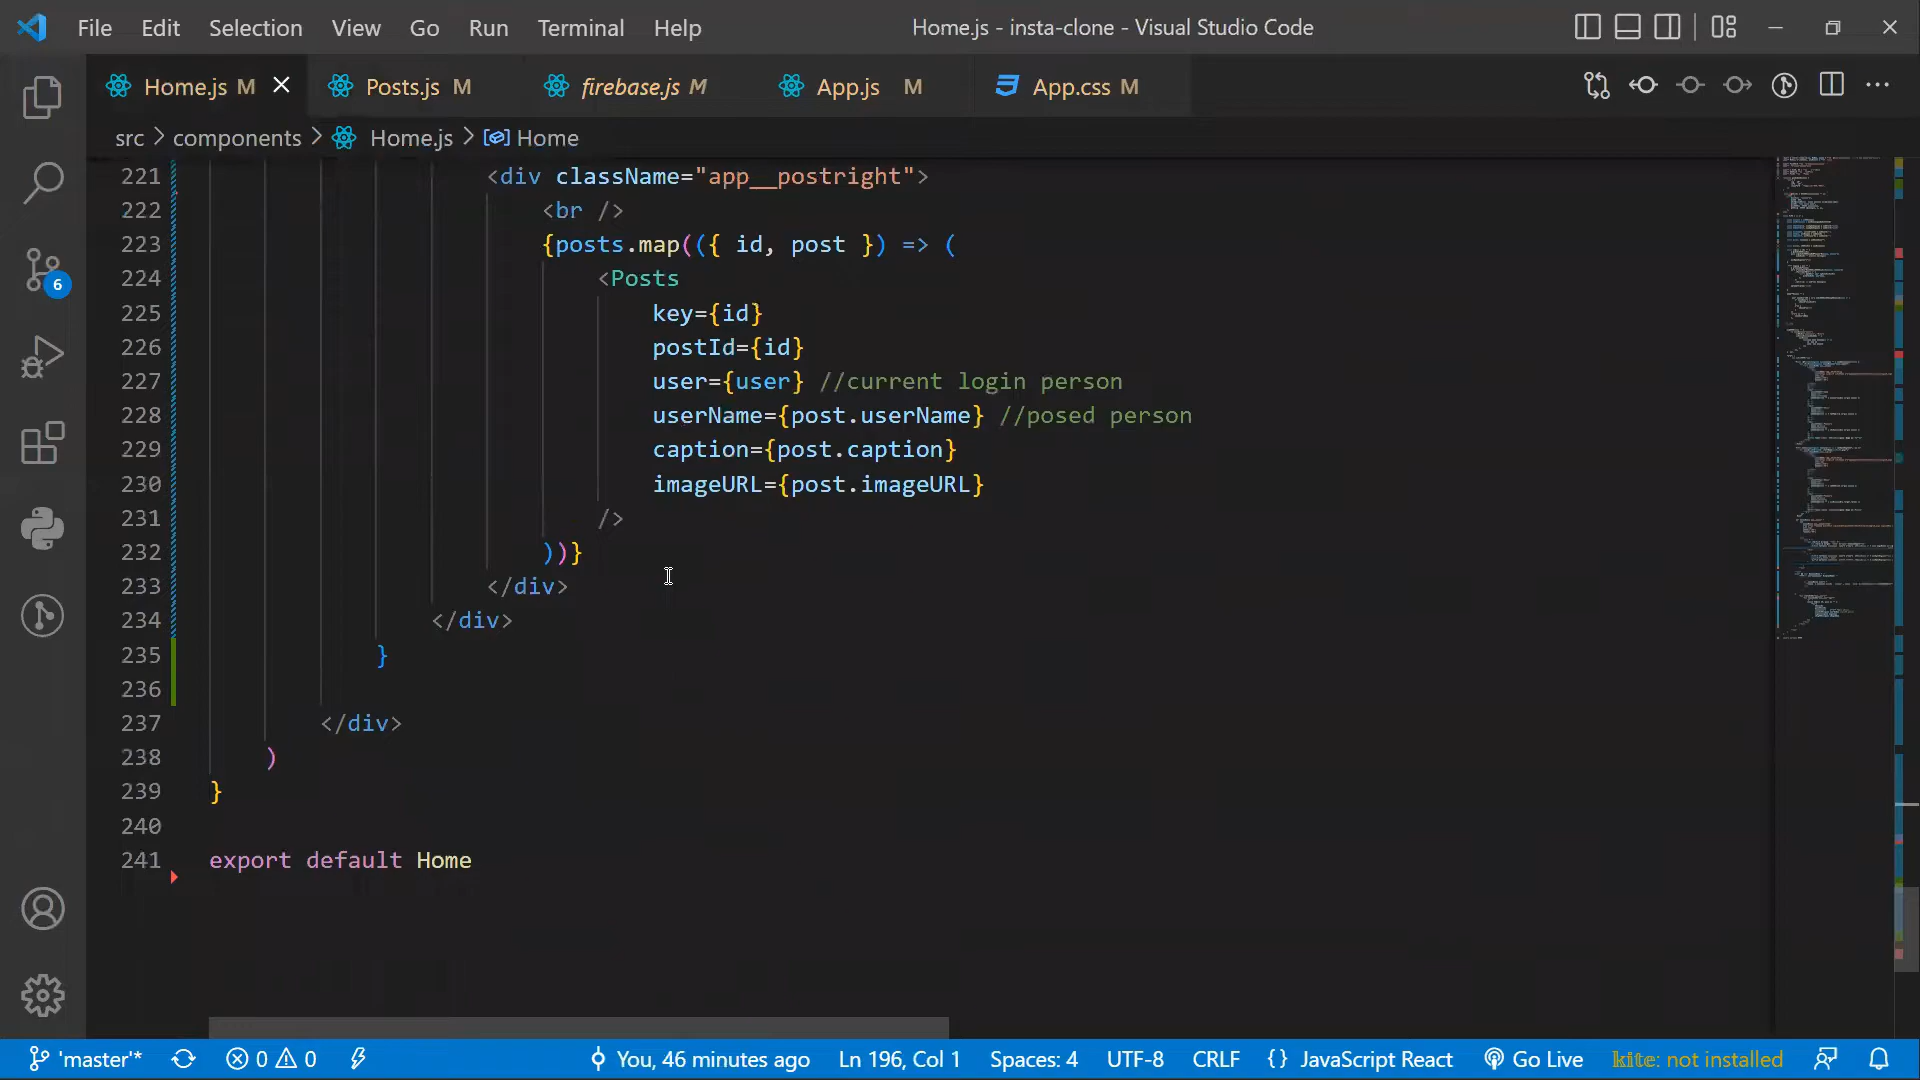 File Edit Selection View Go Run Terminal Help Home.js - insta-clone - Visual Studio Code
Home.js M Posts.js M firebase.js M App.js M App.css M
src > components > Home.js > Home
221 <div className="app__postright">
222 <br />
223 {posts.map(({ id, post }) => (
224 <Posts
225 key={id}
226 postId={id}
227 user={user} //current login person
228 userName={post.userName} //posed person
229 caption={post.caption}
230 imageURL={post.imageURL}
231 />
232 ))}
233 </div>
234 </div>
235 }
236
237 </div>
238 )
239 }
240
241 export default Home
6
'master'* 0 0 You, 46 minutes ago Ln 196, Col 1 Spaces: 4 UTF-8 CRLF {} JavaScript React Go Live kite: not installed